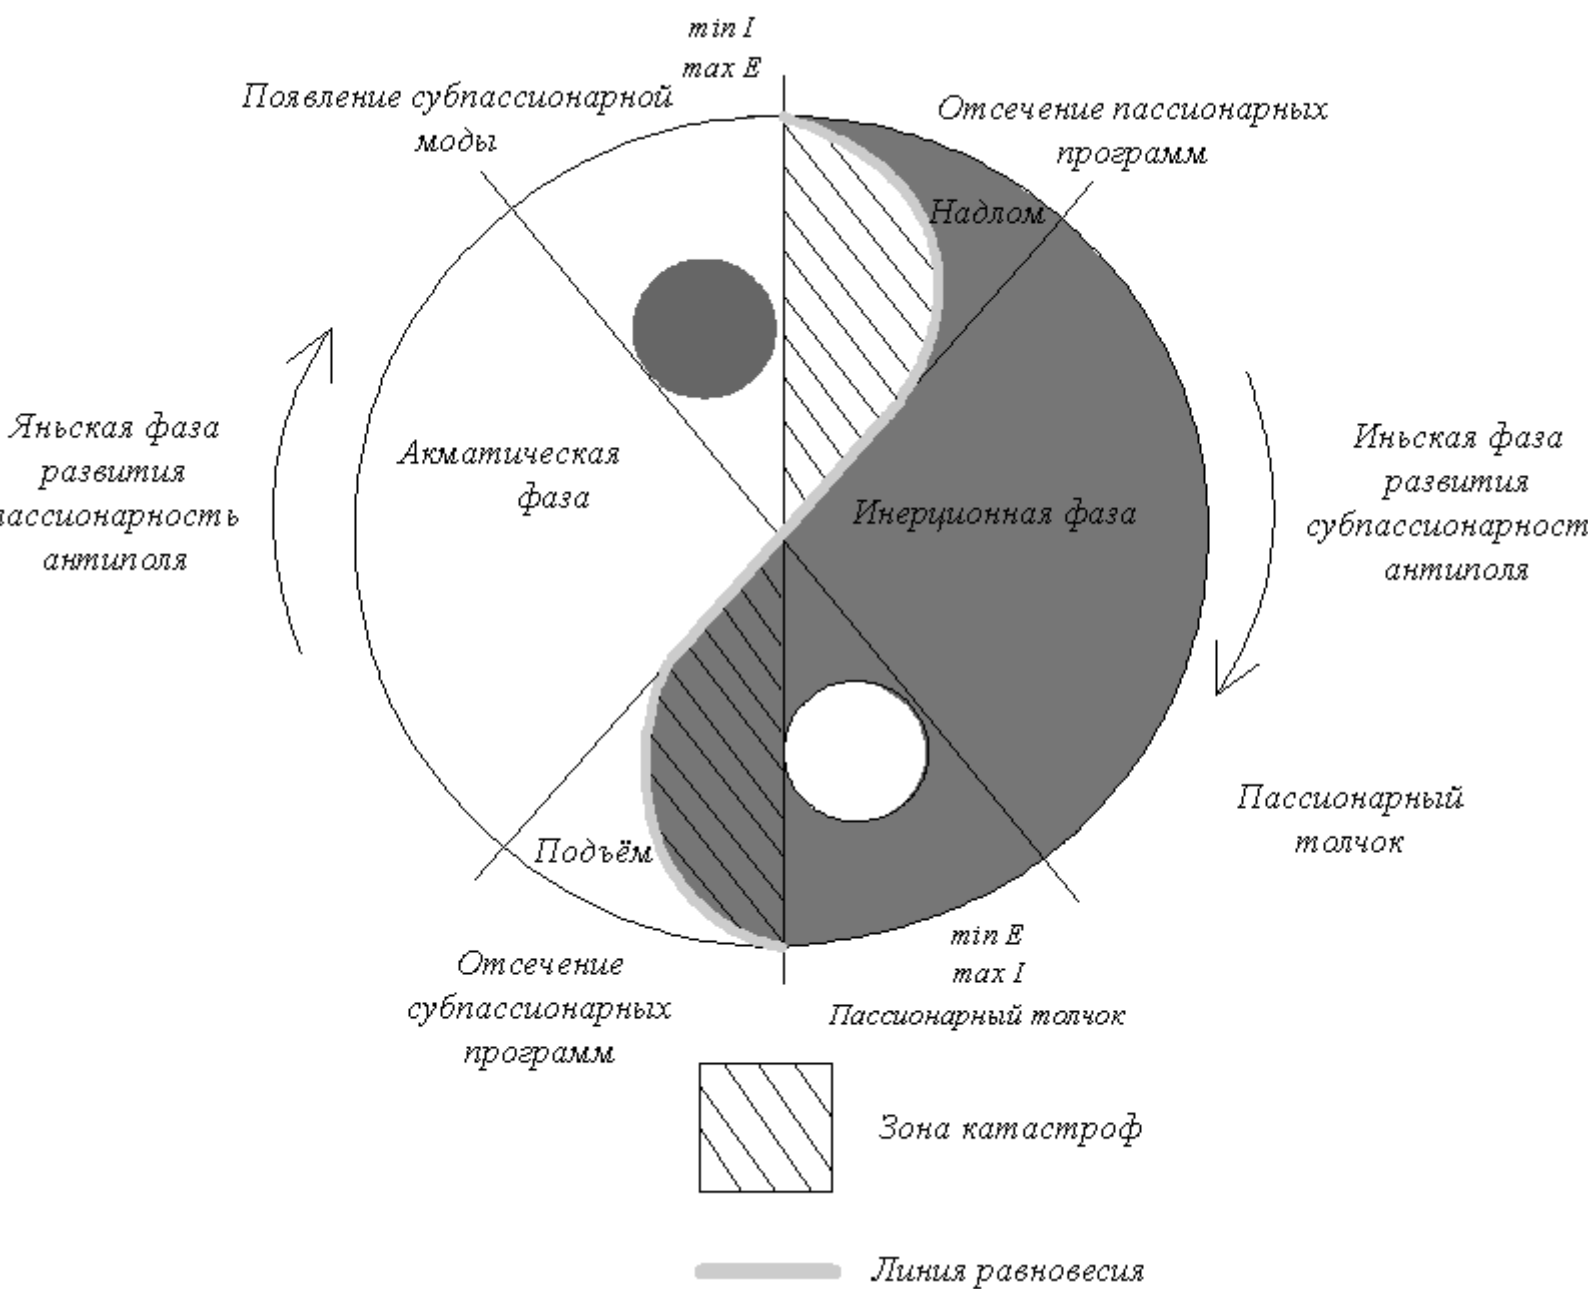 min I
max E
Появление субпассионарной
моды
Отсечение пассионарных
программ
Надлом
Яньская фаза
развития
пассионарность
антиполя
Акматическая
фаза
Инерционная фаза
Иньская фаза
развития
субпассионарност
антиполя
Пассионарный
толчок
Подъём
min E
max I
Пассионарный толчок
Отсечение
субпассионарных
программ
Зона катастроф
Линия равновесия